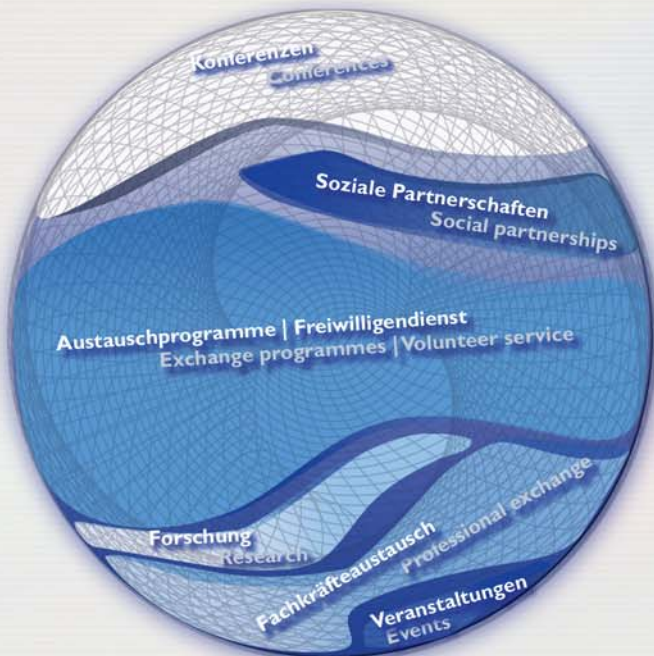 Konferenzen
Conferences
Soziale Partnerschaften
Social partnerships
Austauschprogramme | Freiwilligendienst
Exchange programmes | Volunteer service
Forschung
Research
Fachkräfteaustausch
Professional exchange
Veranstaltungen
Events